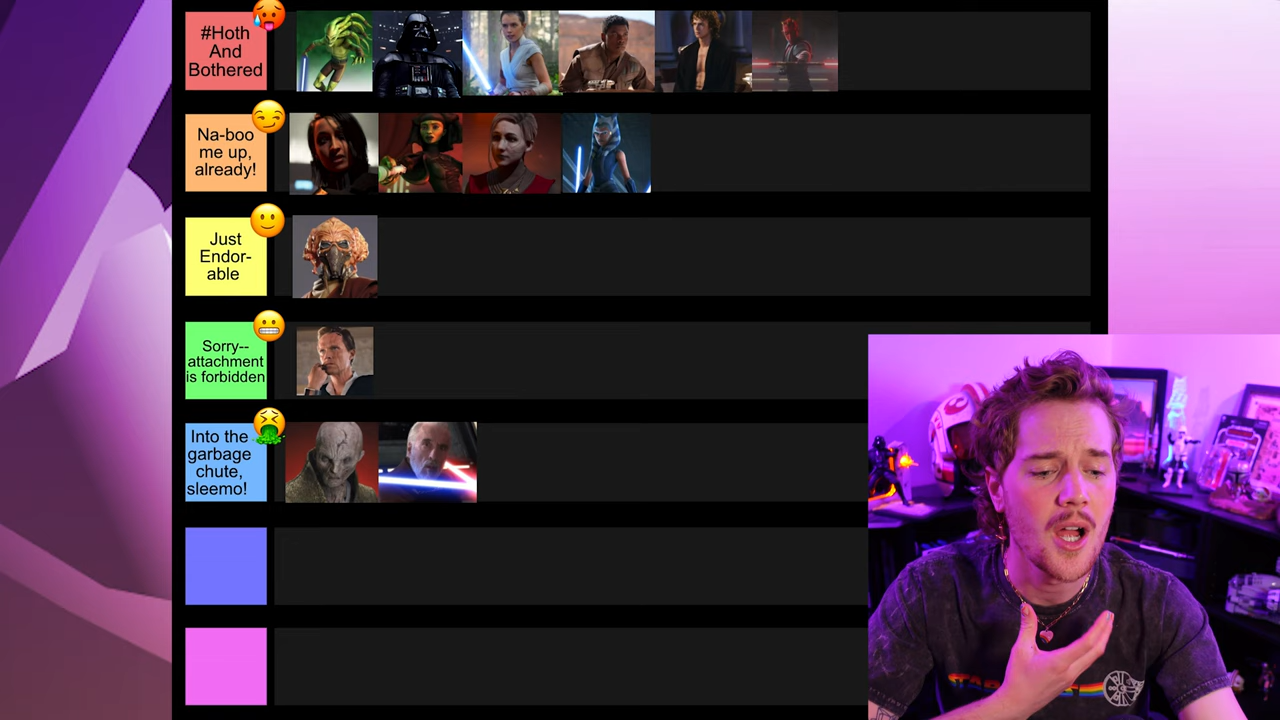 #Hoth
And
Bothered
Na-boo
me up,
already!
Just
Endor-
able
Sorry--
attachment
is forbidden
Into the
garbage
chute,
sleemo!